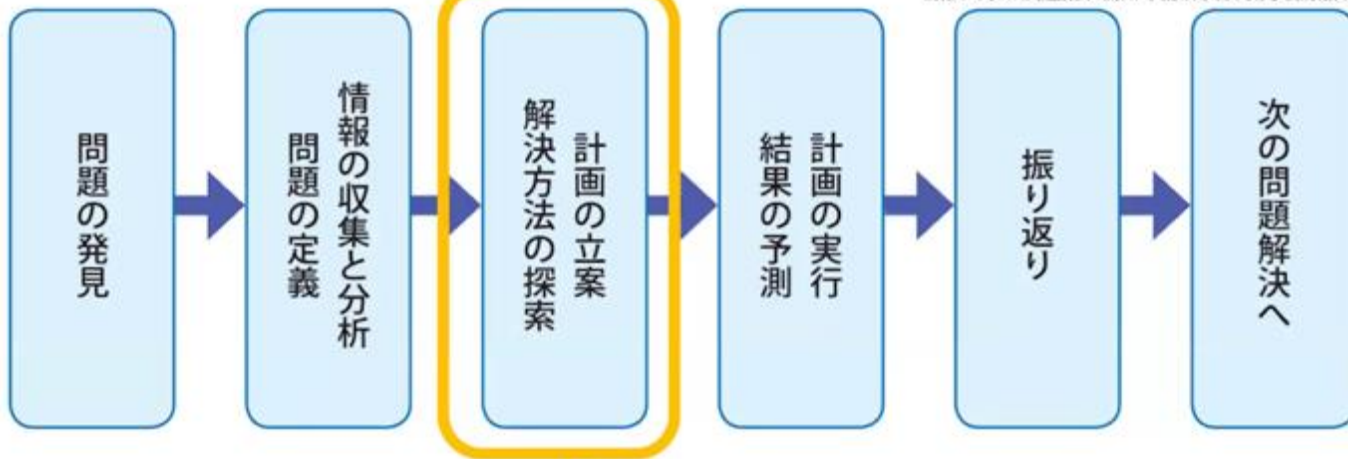 問題の発見
情報の収集と分析
問題の定義
計画の立案
解決方法の探索
計画の実行
結果の予測
振り返り
次の問題解決へ